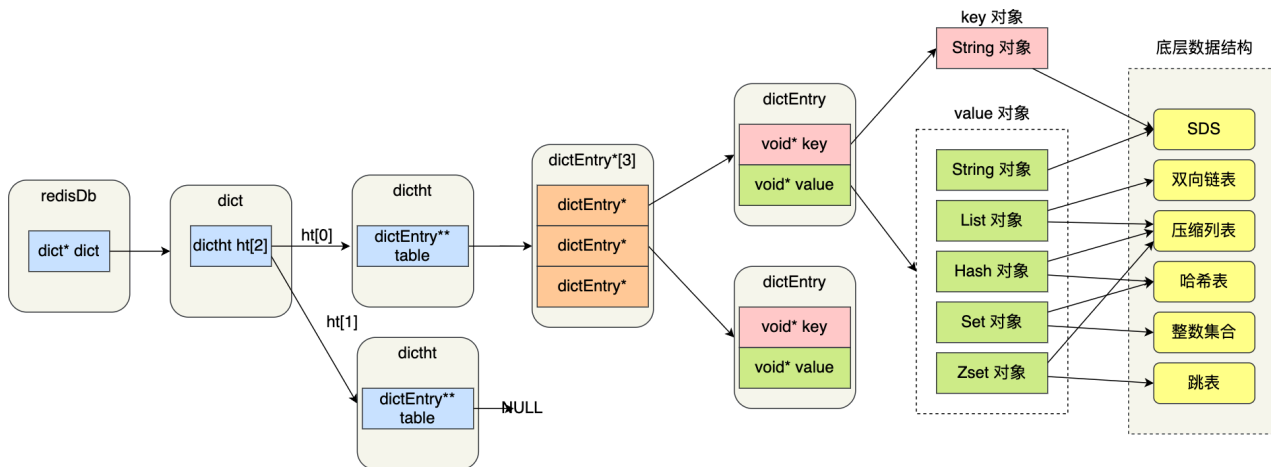 redisDb
dict* dict
dict
dictht ht[2]
ht[0]
ht[1]
dictht
dictEntry**
table
dictht
dictEntry**
table
NULL
dictEntry*[3]
dictEntry*
dictEntry*
dictEntry*
dictEntry
void* key
void* value
dictEntry
void* key
void* value
key 对象
String 对象
value 对象
String 对象
List 对象
Hash 对象
Set 对象
Zset 对象
底层数据结构
SDS
双向链表
压缩列表
哈希表
整数集合
跳表